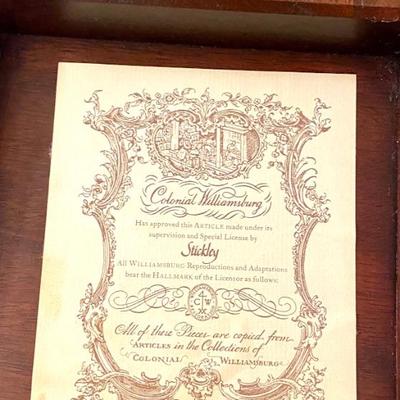 Colonial Williamsburg
Has approved this ARTICLE made under its
supervision and Special License by
Stickley
All WILLIAMSBURG Reproductions and Adaptations
bear the HALLMARK of the Licensor as follows:
4
C W
All of these Pieces are copied from
ARTICLES in the Collections of
COLONIAL WILLIAMSBURG